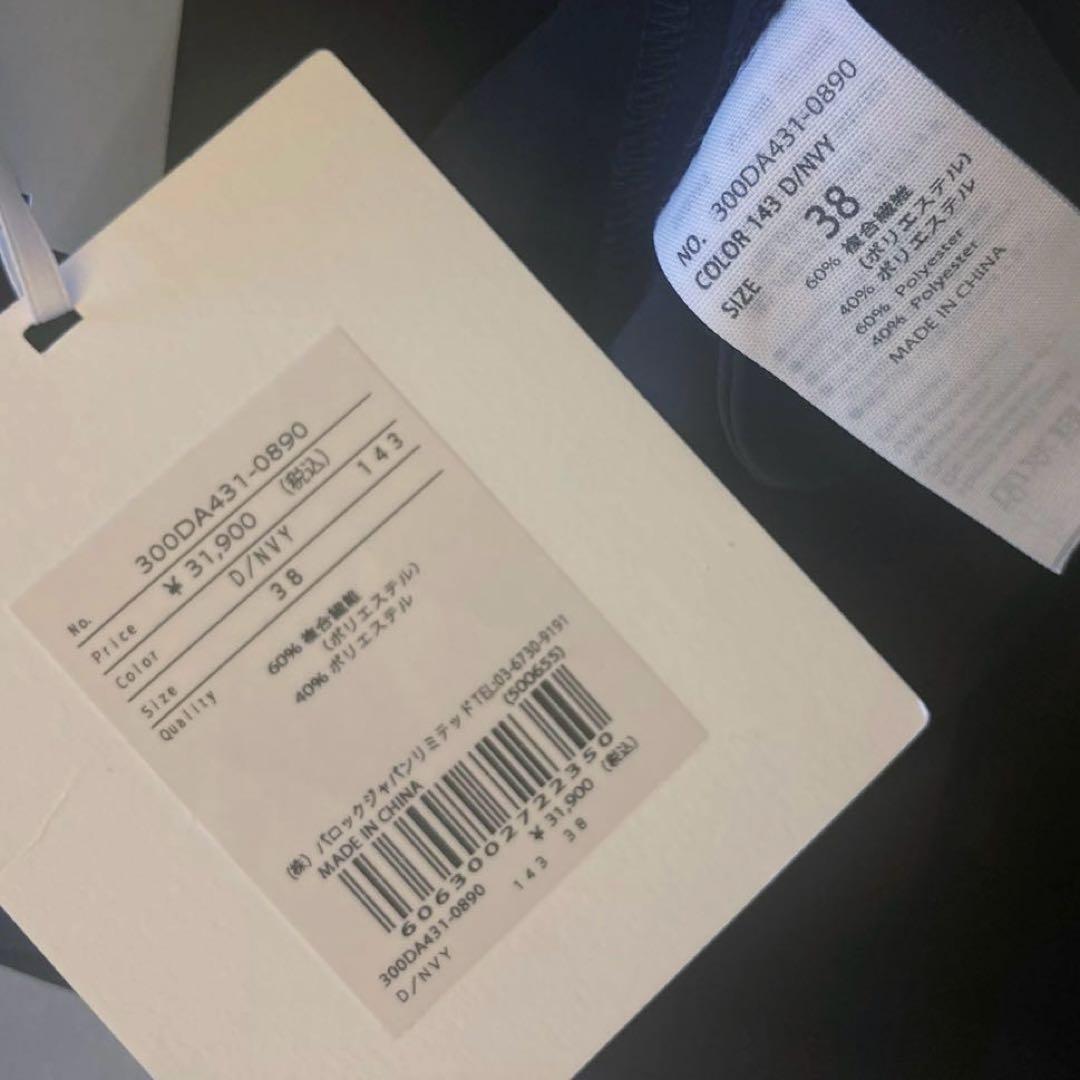 No. 300DA431-0890
Price ¥ 31,900 (税込)
Color D/NVY 143
Size 38
Quality
60% 複合繊維
(ポリエステル)
40% ポリエステル
(株) バロックジャパンリミテッド TEL:03-6730-9191
MADE IN CHINA (500655)
6063002722350
300DA431-0890 ¥ 31,900 (税込)
D/NVY 143 38
NO. 300DA431-0890
COLOR 143 D/NVY
SIZE 38
60% 複合繊維
(ポリエステル)
40% ポリエステル
60% Polyester
40% Polyester
MADE IN CHINA